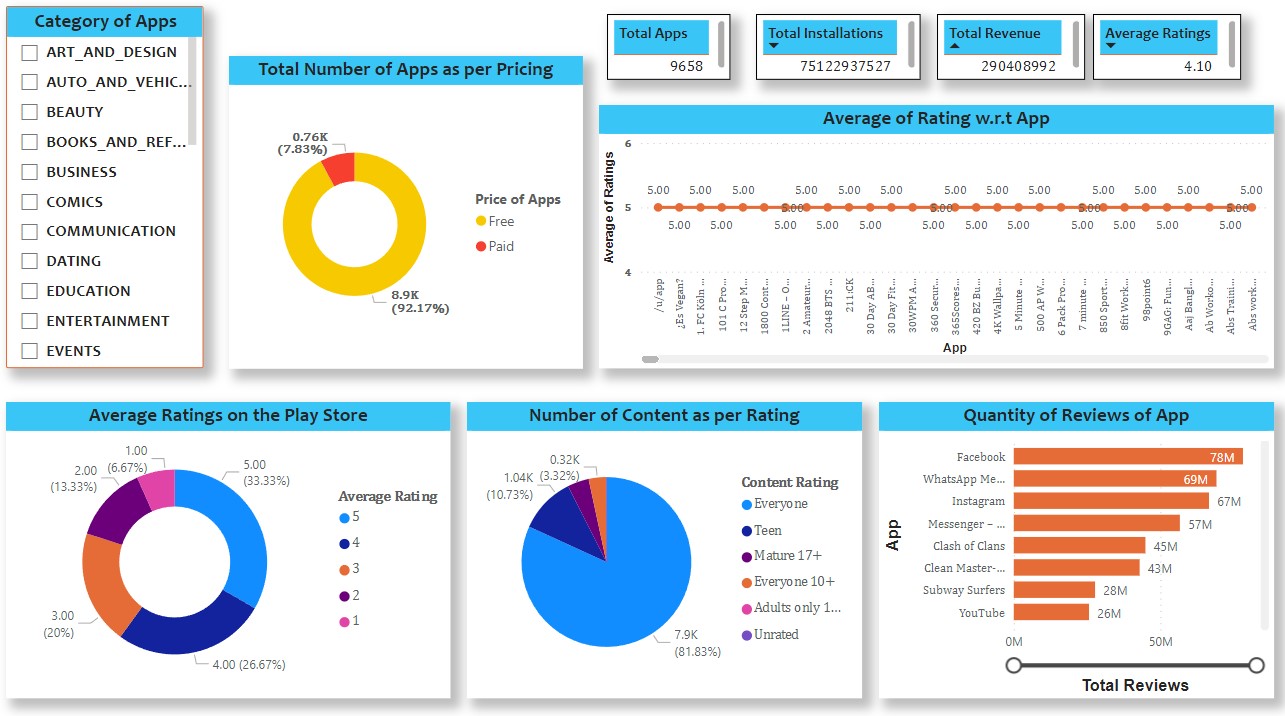 Category of Apps
ART_AND_DESIGN
AUTO_AND_VEHIC...
BEAUTY
BOOKS_AND_REF...
BUSINESS
COMICS
COMMUNICATION
DATING
EDUCATION
ENTERTAINMENT
EVENTS
Total Number of Apps as per Pricing
0.76K
(7.83%)
8.9K
(92.17%)
Price of Apps
Free
Paid
Total Apps
9658
Total Installations
75122937527
Total Revenue
290408992
Average Ratings
4.10
Average of Rating w.r.t App
Average of Ratings
6
5
4
5.00 5.00 5.00 5.00 5.00 5.00 5.00 5.00 5.00 5.00 5.00 5.00 5.00 5.00
5.00 5.00 5.00 5.00
5.00 5.00 5.00 5.00 5.00 5.00 5.00 5.00 5.00 5.00 5.00
/u/app
¿Es Vegan?
1. FC Köln ...
101 C Pro...
12 Step M...
1800 Cont...
1LINE – O...
2 Amateur...
2048 BTS ...
211:CK
30 Day AB...
30 Day Fit...
30WPM A...
360 Secur...
365Scores...
420 BZ Bu...
4K Wallpa...
5 Minute ...
500 AP W...
6 Pack Pro...
7 minute ...
850 Sport...
8fit Work...
98point6
9GAG: Fun...
Aaj Bangl...
Ab Worko...
Abs Traini...
Abs work...
App
Average Ratings on the Play Store
1.00
(6.67%)
2.00
(13.33%)
3.00
(20%)
4.00 (26.67%)
5.00
(33.33%)
Average Rating
5
4
3
2
1
Number of Content as per Rating
0.32K
(3.32%)
1.04K
(10.73%)
7.9K
(81.83%)
Content Rating
Everyone
Teen
Mature 17+
Everyone 10+
Adults only 1...
Unrated
Quantity of Reviews of App
App
Facebook 78M
WhatsApp Me... 69M
Instagram 67M
Messenger – ... 57M
Clash of Clans 45M
Clean Master-... 43M
Subway Surfers 28M
YouTube 26M
0M 50M
Total Reviews